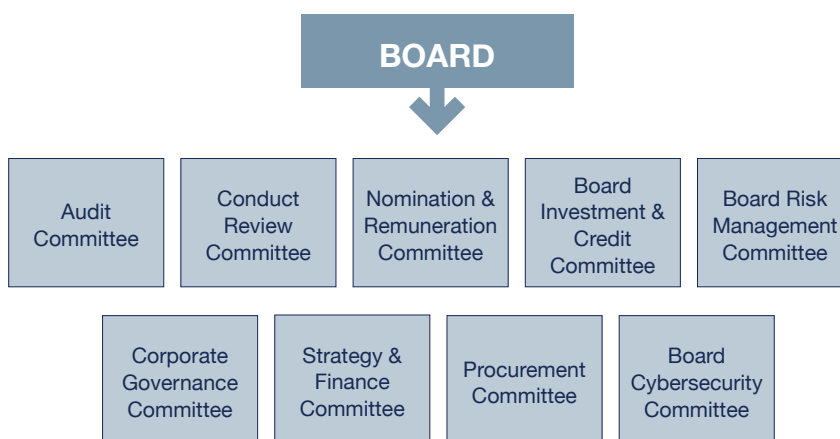 BOARD
Audit
Committee
Conduct
Review
Committee
Nomination &
Remuneration
Committee
Board
Investment &
Credit
Committee
Board Risk
Management
Committee
Corporate
Governance
Committee
Strategy &
Finance
Committee
Procurement
Committee
Board
Cybersecurity
Committee